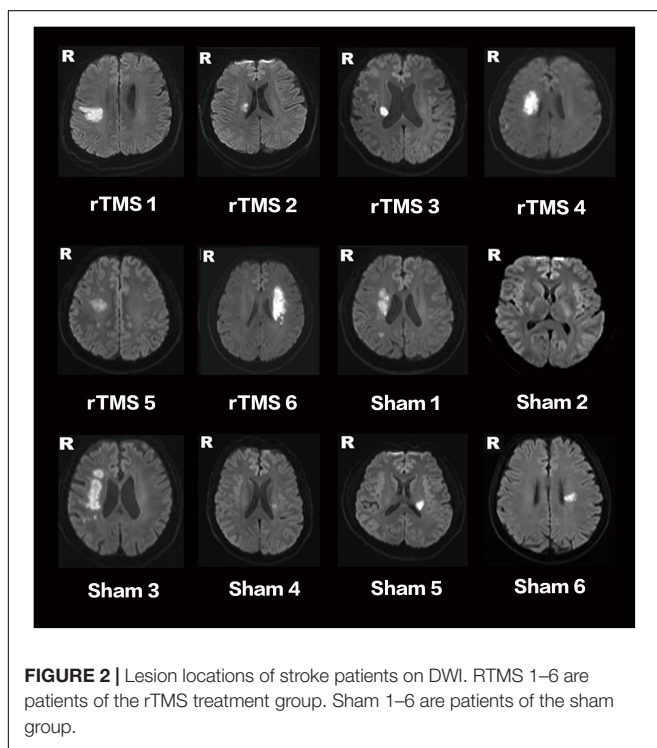 R R R R
rTMS 1 rTMS 2 rTMS 3 rTMS 4
R R R R
rTMS 5 rTMS 6 Sham 1 Sham 2
R R R R
Sham 3 Sham 4 Sham 5 Sham 6
FIGURE 2 | Lesion locations of stroke patients on DWI. RTMS 1–6 are
patients of the rTMS treatment group. Sham 1–6 are patients of the sham
group.